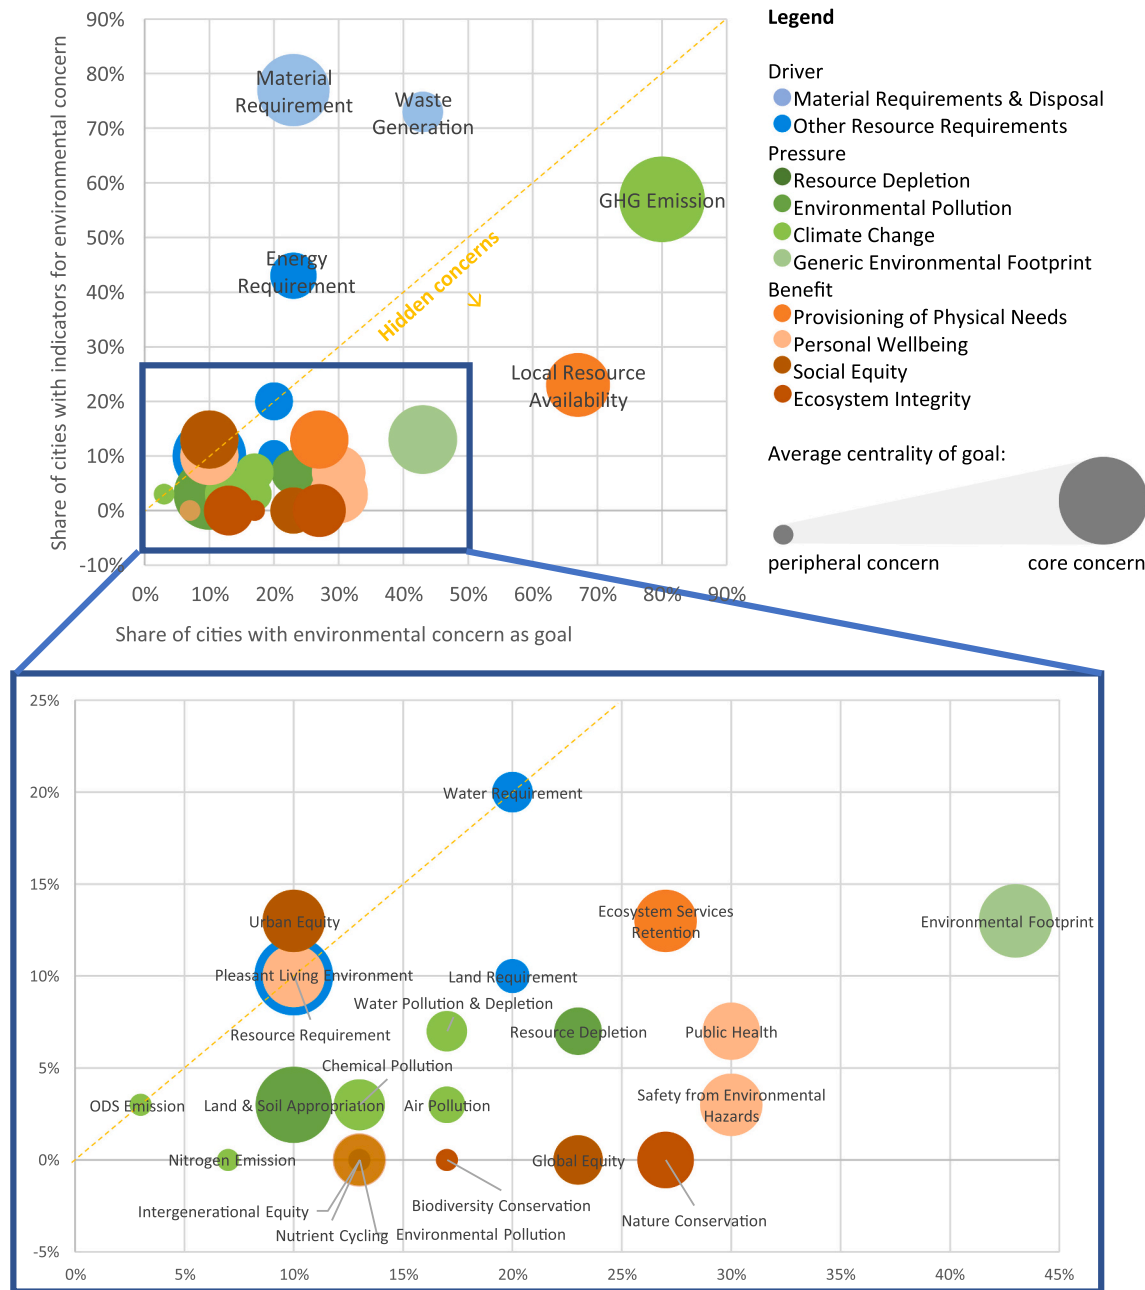 90%
80%
70%
60%
50%
40%
30%
20%
10%
0%
-10%
0%
10%
20%
30%
40%
50%
60%
70%
80%
90%
Share of cities with indicators for environmental concern
Share of cities with environmental concern as goal
Material
Requirement
Waste
Generation
GHG Emission
Energy
Requirement
Hidden concerns
Local Resource
Availability
Legend
Driver
Material Requirements & Disposal
Other Resource Requirements
Pressure
Resource Depletion
Environmental Pollution
Climate Change
Generic Environmental Footprint
Benefit
Provisioning of Physical Needs
Personal Wellbeing
Social Equity
Ecosystem Integrity
Average centrality of goal:
peripheral concern
core concern
25%
20%
15%
10%
5%
0%
-5%
0%
5%
10%
15%
20%
25%
30%
35%
40%
45%
Water Requirement
Urban Equity
Ecosystem Services
Retention
Environmental Footprint
Pleasant Living Environment
Land Requirement
Water Pollution & Depletion
Resource Requirement
Resource Depletion
Public Health
Chemical Pollution
ODS Emission
Land & Soil Appropriation
Air Pollution
Safety from Environmental
Hazards
Nitrogen Emission
Global Equity
Intergenerational Equity
Biodiversity Conservation
Nutrient Cycling
Environmental Pollution
Nature Conservation